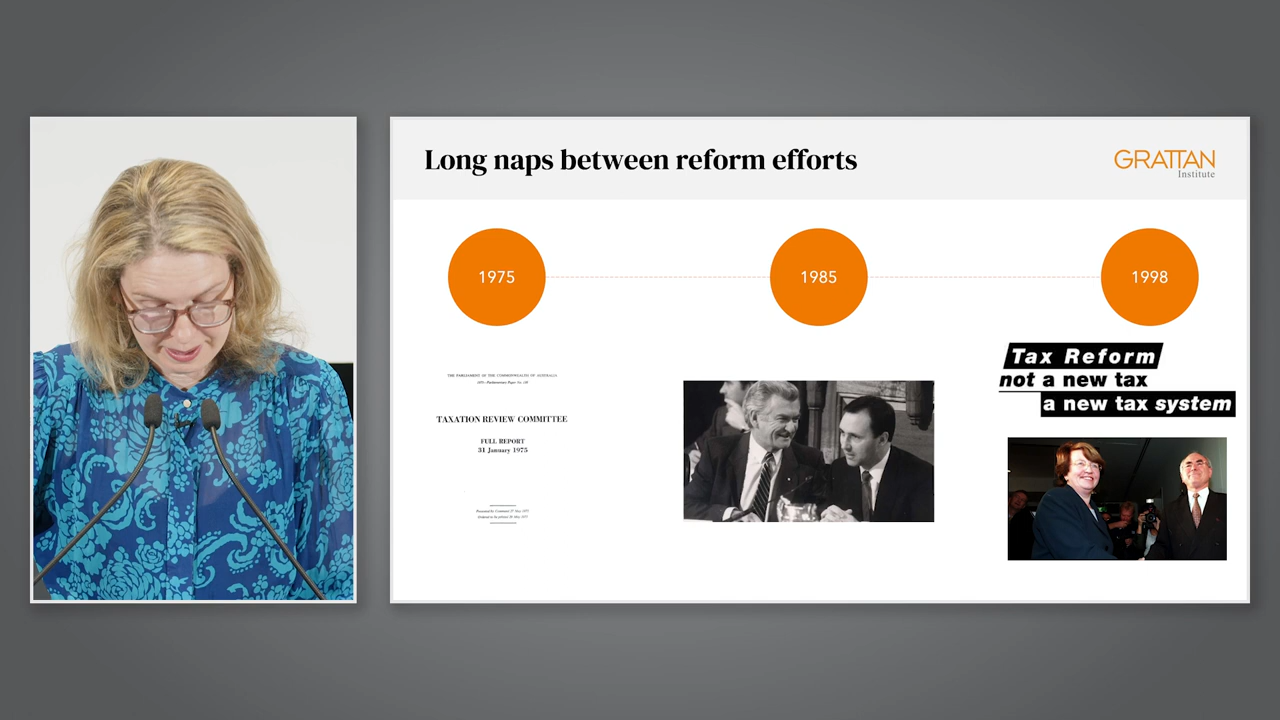 Long naps between reform efforts
GRATTAN
Institute
1975
1985
1998
THE PARLIAMENT OF THE COMMONWEALTH OF AUSTRALIA
TAXATION REVIEW COMMITTEE
FULL REPORT
31 January 1975
Tax Reform
not a new tax
a new tax system